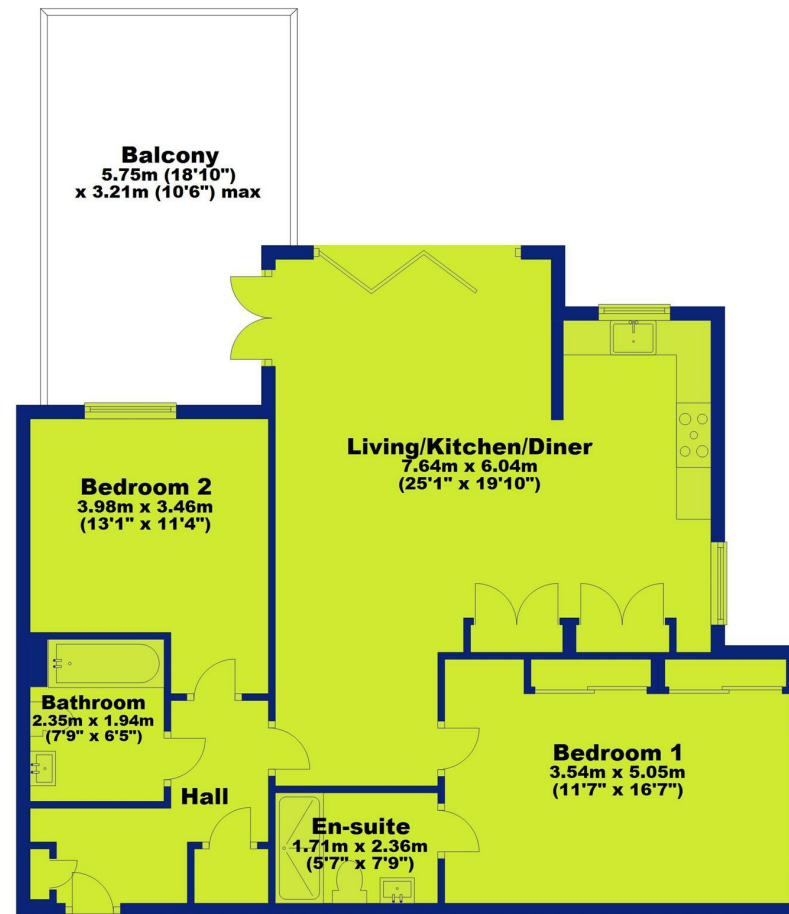 Balcony
5.75m (18'10")
x 3.21m (10'6") max
Living/Kitchen/Diner
7.64m x 6.04m
(25'1" x 19'10")
Bedroom 2
3.98m x 3.46m
(13'1" x 11'4")
Bathroom
2.35m x 1.94m
(7'9" x 6'5")
Hall
En-suite
1.71m x 2.36m
(5'7" x 7'9")
Bedroom 1
3.54m x 5.05m
(11'7" x 16'7")